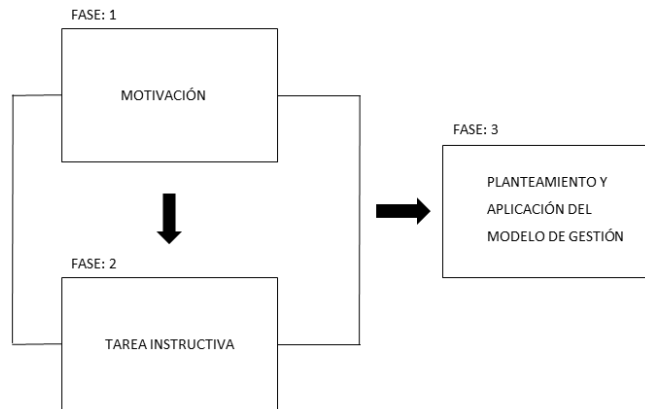 FASE: 1
MOTIVACIÓN
FASE: 2
TAREA INSTRUCTIVA
FASE: 3
PLANTEAMIENTO Y
APLICACIÓN DEL
MODELO DE GESTIÓN